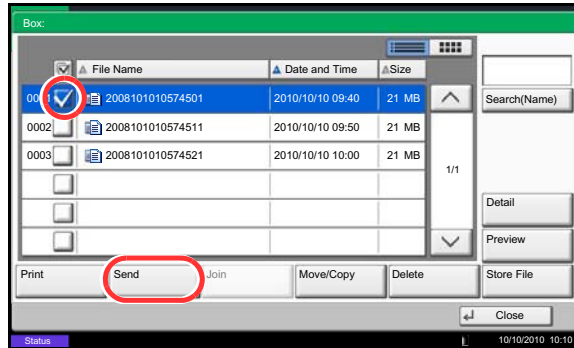 Box:
File Name Date and Time Size
0001 2008101010574501 2010/10/10 09:40 21 MB
Search(Name)
0002 2008101010574511 2010/10/10 09:50 21 MB
0003 2008101010574521 2010/10/10 10:00 21 MB
1/1
Detail
Preview
Print Send Join Move/Copy Delete Store File
Close
Status 10/10/2010 10:10